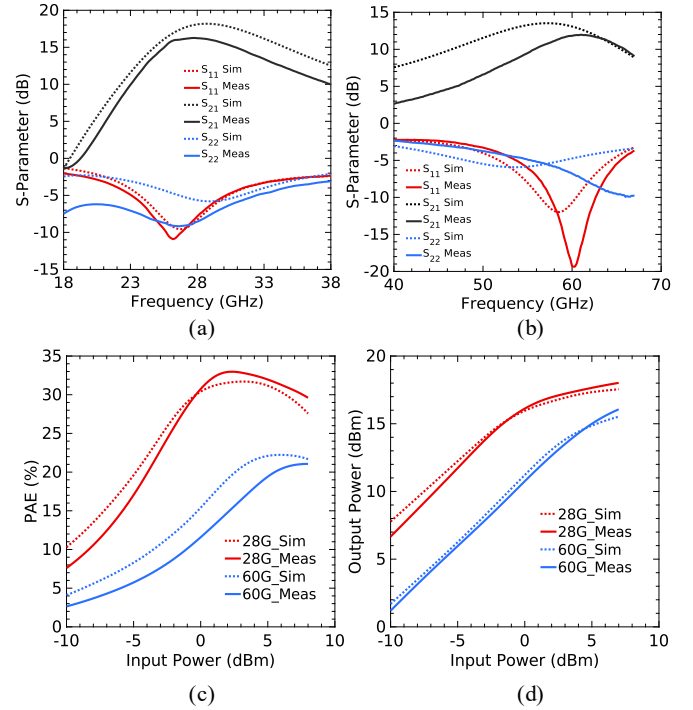 20
15
10
5
0
-5
-10
-15
18
23
28
33
38
S-Parameter (dB)
Frequency (GHz)
S11 Sim
S11 Meas
S21 Sim
S21 Meas
S22 Sim
S22 Meas
(a)
15
10
5
0
-5
-10
-15
-20
40
50
60
70
S-Parameter (dB)
Frequency (GHz)
S11 Sim
S11 Meas
S21 Sim
S21 Meas
S22 Sim
S22 Meas
(b)
35
30
25
20
15
10
5
0
-10
-5
0
5
10
PAE (%)
Input Power (dBm)
28G_Sim
28G_Meas
60G_Sim
60G_Meas
(c)
20
15
10
5
0
-10
-5
0
5
10
Output Power (dBm)
Input Power (dBm)
28G_Sim
28G_Meas
60G_Sim
60G_Meas
(d)